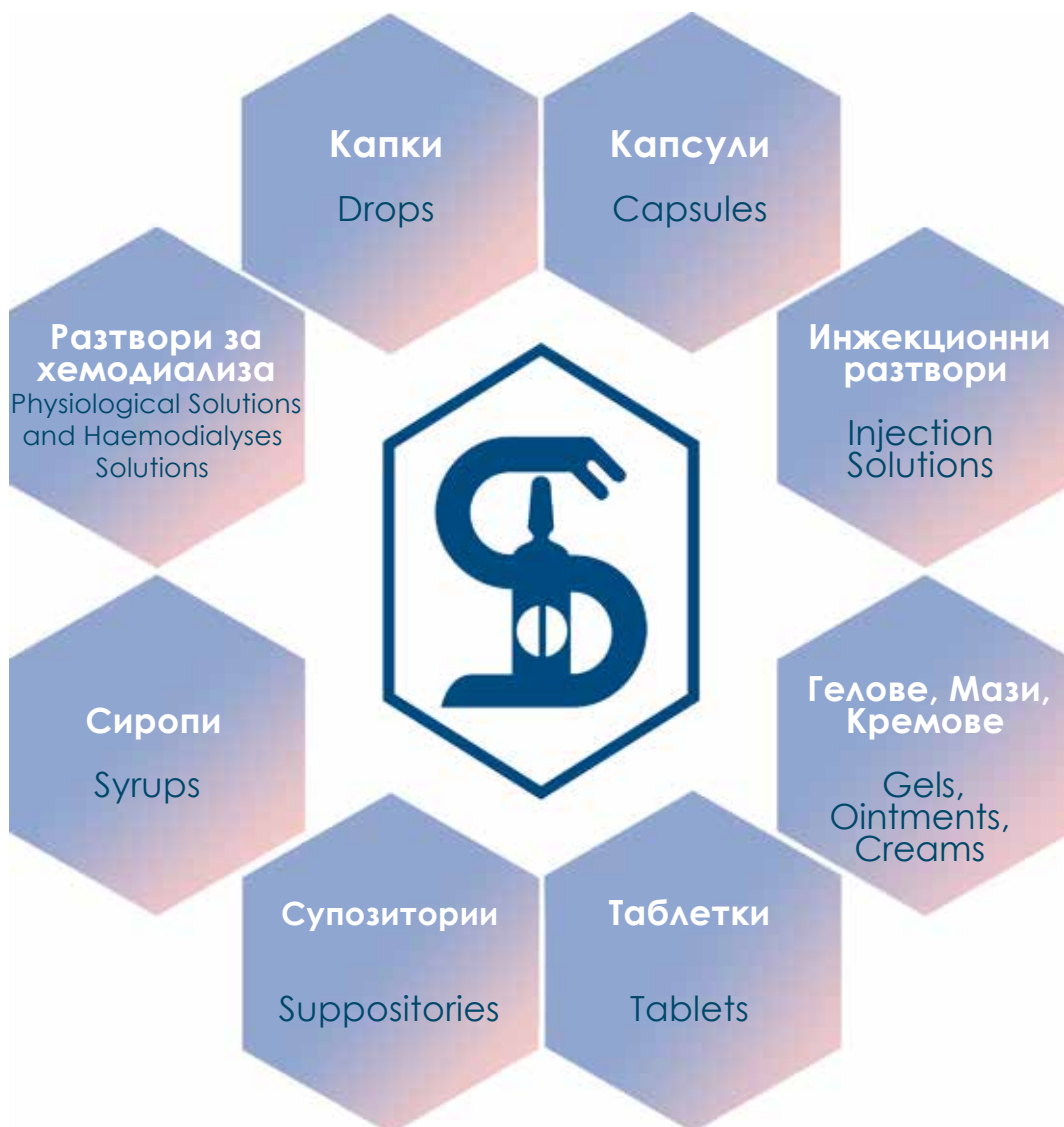 Капки
Drops
Капсули
Capsules
Разтвори за
хемодиализа
Physiological Solutions
and Haemodialyses
Solutions
Инжекционни
разтвори
Injection
Solutions
Сиропи
Syrups
Гелове, Мази,
Кремове
Gels,
Ointments,
Creams
Супозитории
Suppositories
Таблетки
Tablets